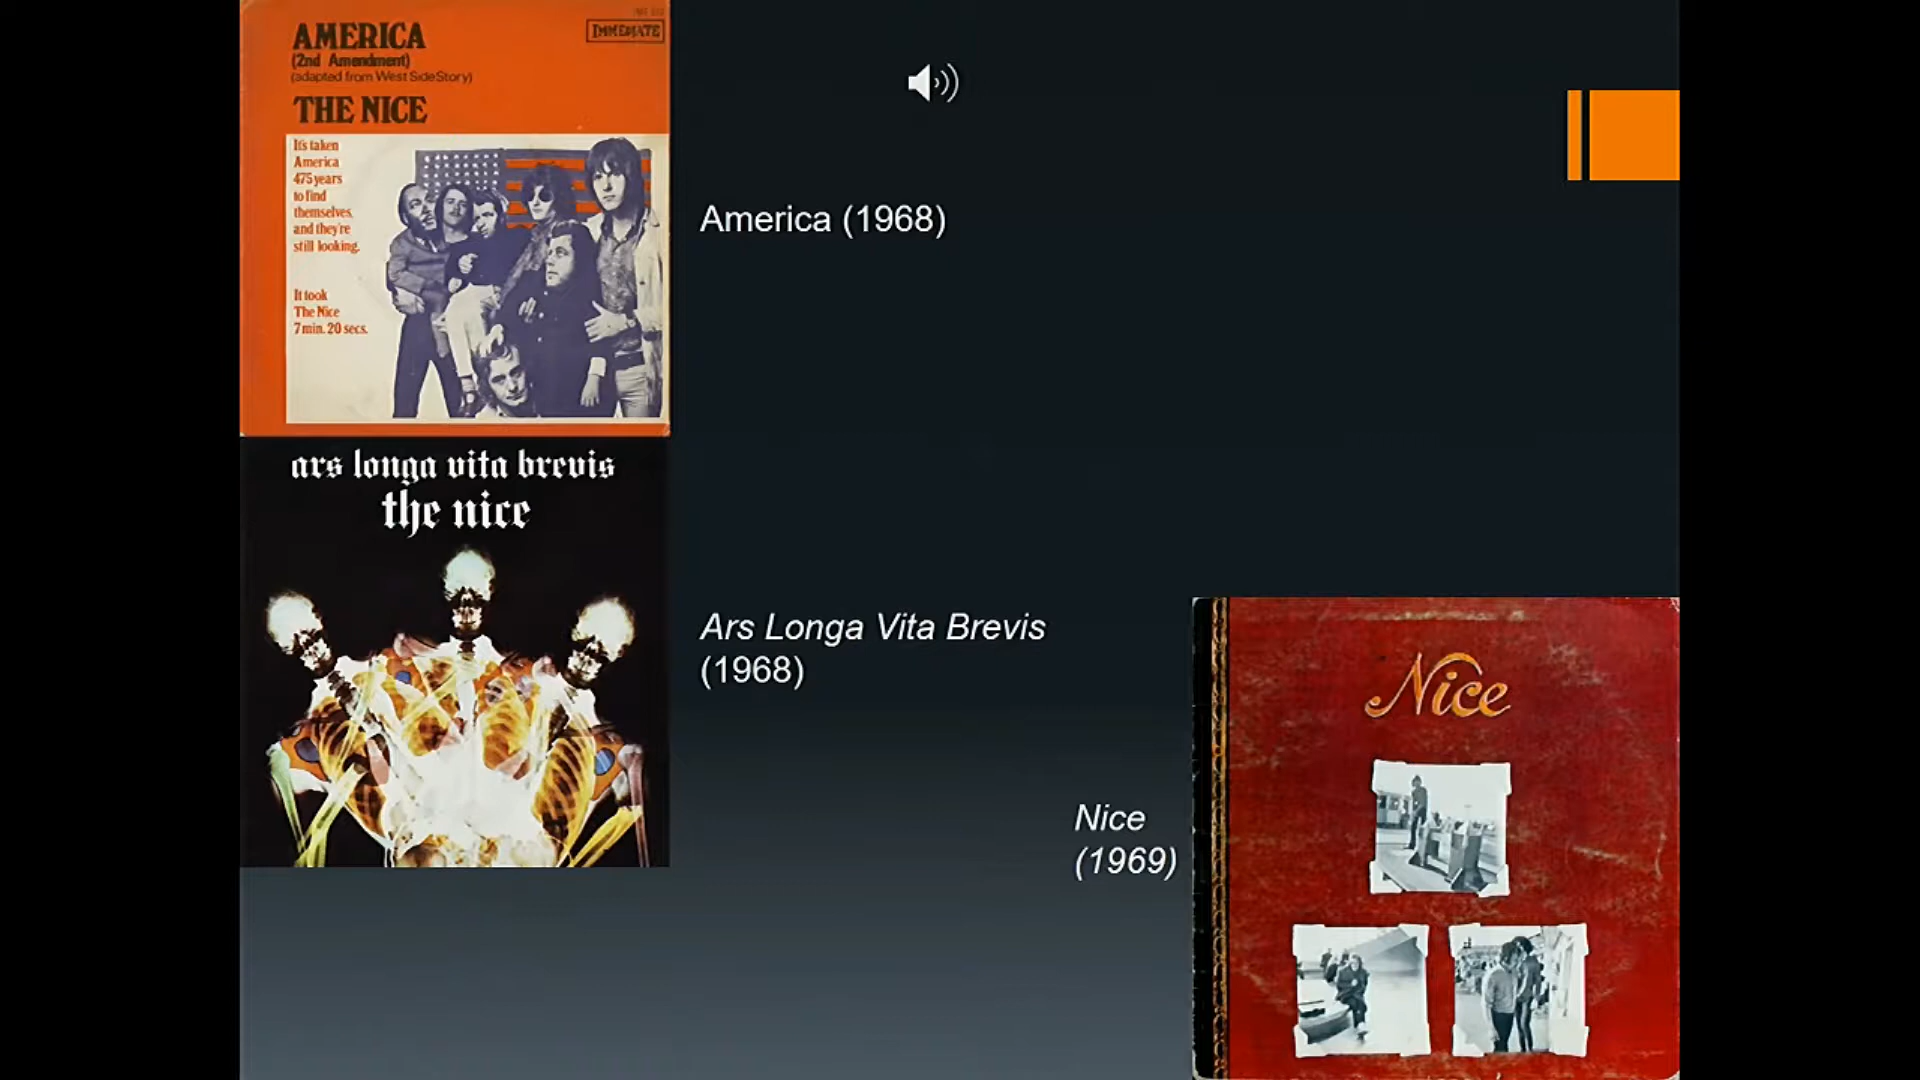 AMERICA
(2nd Amendment)
(adapted from West Side Story)
THE NICE
IMMEDIATE
It's taken
America
475 years
to find
themselves,
and they're
still looking.
It took
The Nice
7 min. 20 secs.
America (1968)
ars longa vita brevis
the nice
Ars Longa Vita Brevis
(1968)
Nice
(1969)
Nice